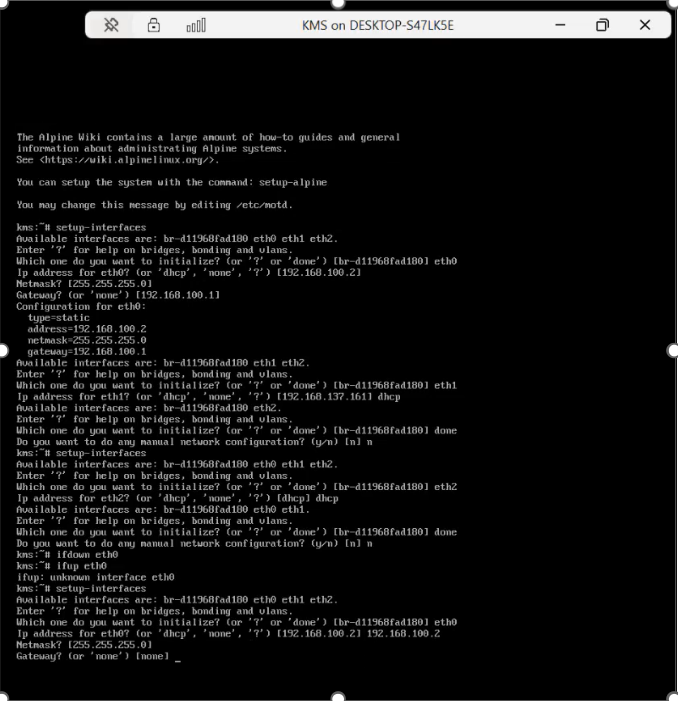 KMS on DESKTOP-S47LK5E
The Alpine Wiki contains a large amount of how-to guides and general
information about administrating Alpine systems.
See <https://wiki.alpinelinux.org/>.
You can setup the system with the command: setup-alpine
You may change this message by editing /etc/motd.
kms:~# setup-interfaces
Available interfaces are: br-d11968fad180 eth0 eth1 eth2.
Enter '?' for help on bridges, bonding and vlans.
Which one do you want to initialize? (or '?' or 'done') [br-d11968fad180] eth0
Ip address for eth0? (or 'dhcp', 'none', '?') [192.168.100.2]
Netmask? [255.255.255.0]
Gateway? (or 'none') [192.168.100.1]
Configuration for eth0:
type=static
address=192.168.100.2
netmask=255.255.255.0
gateway=192.168.100.1
Available interfaces are: br-d11968fad180 eth1 eth2.
Enter '?' for help on bridges, bonding and vlans.
Which one do you want to initialize? (or '?' or 'done') [br-d11968fad180] eth1
Ip address for eth1? (or 'dhcp', 'none', '?') [192.168.137.161] dhcp
Available interfaces are: br-d11968fad180 eth2.
Enter '?' for help on bridges, bonding and vlans.
Which one do you want to initialize? (or '?' or 'done') [br-d11968fad180] done
Do you want to do any manual network configuration? (y/n) [n] n
kms:~# setup-interfaces
Available interfaces are: br-d11968fad180 eth0 eth1 eth2.
Enter '?' for help on bridges, bonding and vlans.
Which one do you want to initialize? (or '?' or 'done') [br-d11968fad180] eth2
Ip address for eth2? (or 'dhcp', 'none', '?') [dhcp] dhcp
Available interfaces are: br-d11968fad180 eth0 eth1.
Enter '?' for help on bridges, bonding and vlans.
Which one do you want to initialize? (or '?' or 'done') [br-d11968fad180] done
Do you want to do any manual network configuration? (y/n) [n] n
kms:~# ifdown eth0
kms:~# ifup eth0
ifup: unknown interface eth0
kms:~# setup-interfaces
Available interfaces are: br-d11968fad180 eth0 eth1 eth2.
Enter '?' for help on bridges, bonding and vlans.
Which one do you want to initialize? (or '?' or 'done') [br-d11968fad180] eth0
Ip address for eth0? (or 'dhcp', 'none', '?') [192.168.100.2] 192.168.100.2
Netmask? [255.255.255.0]
Gateway? (or 'none') [none] _